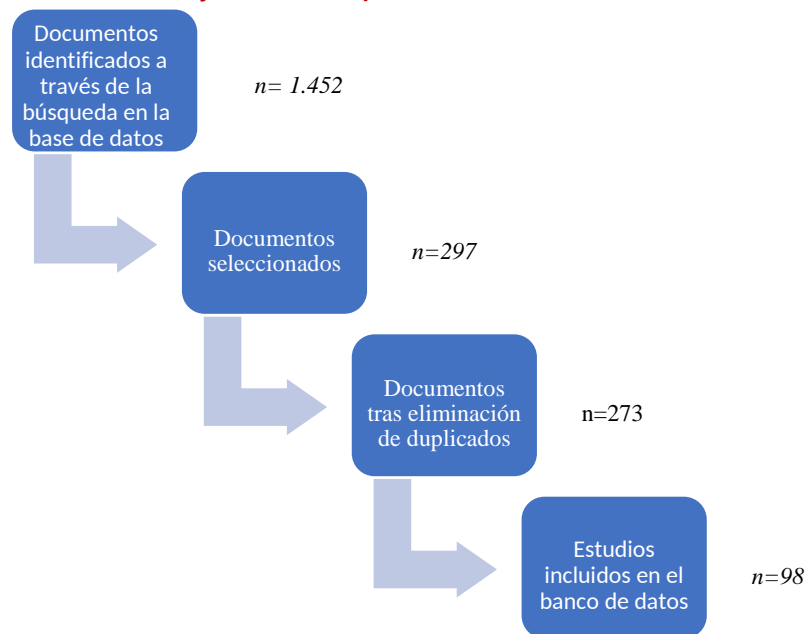 Documentos
identificados a
través de la
búsqueda en la
base de datos
n= 1.452
Documentos
seleccionados
n=297
Documentos
tras eliminación
de duplicados
n=273
Estudios
incluidos en el
banco de datos
n=98